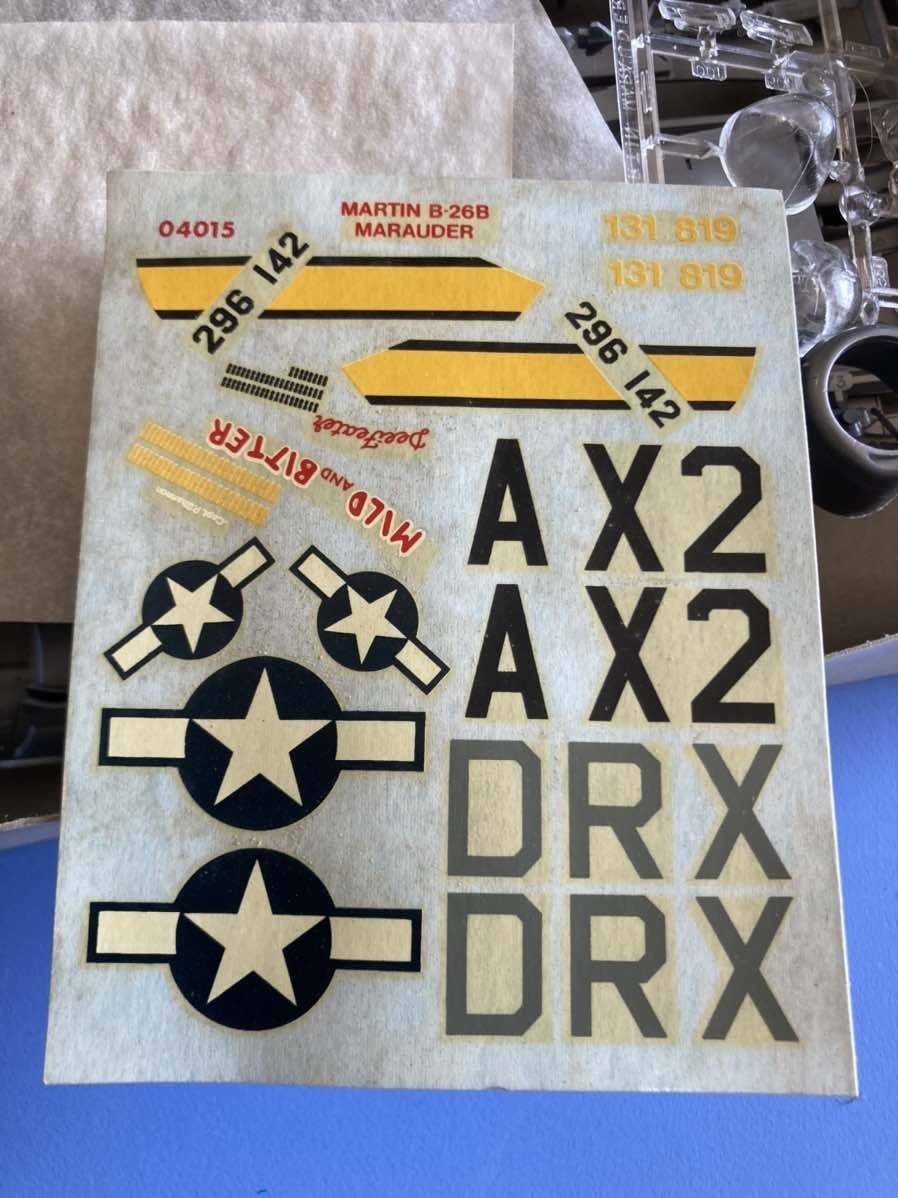 04015
MARTIN B-26B
MARAUDER
131 819
131 819
296 142
296 142
BeeiFeater
MILD AND BITTER
A X2
A X2
DRX
DRX